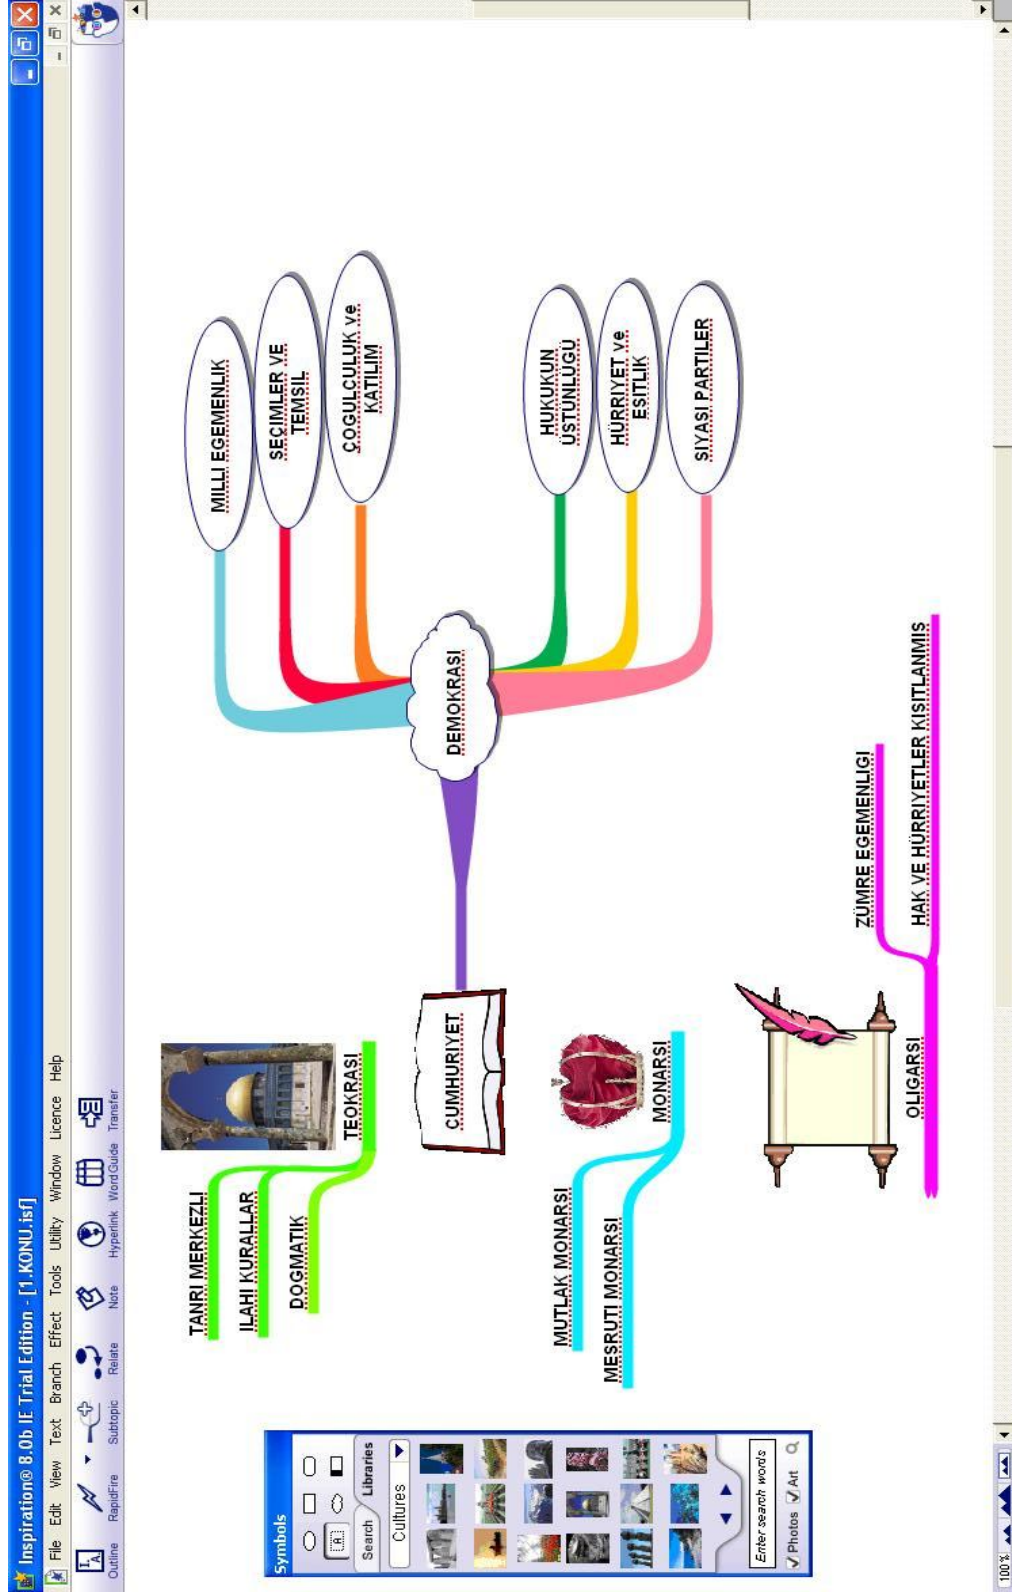 Inspiration® 8.0b IE Trial Edition - [1.KONU.isf]
File Edit View Text Branch Effect Tools Utility Window Licence Help
Outline RapidFire Subtopic Relate Note Hyperlink Word Guide Transfer
Symbols
Search Libraries
Cultures
Enter search words
Photos Art
TANRI MERKEZLI
ILAHI KURALLAR
DOGMATIK
TEOKRASI
CUMHURIYET
DEMOKRASI
MILLI EGEMENLIK
SEÇIMLER VE
TEMSIL
ÇOGULCULUK ve
KATILIM
HUKUKUN
ÜSTÜNLÜGÜ
HÜRRIYET ve
ESITLIK
SIYASI PARTILER
MUTLAK MONARSI
MESRUTI MONARSI
MONARSI
OLIGARSI
ZÜMRE EGEMENLIGI
HAK VE HÜRRIYETLER KISITLANMIS
100 %